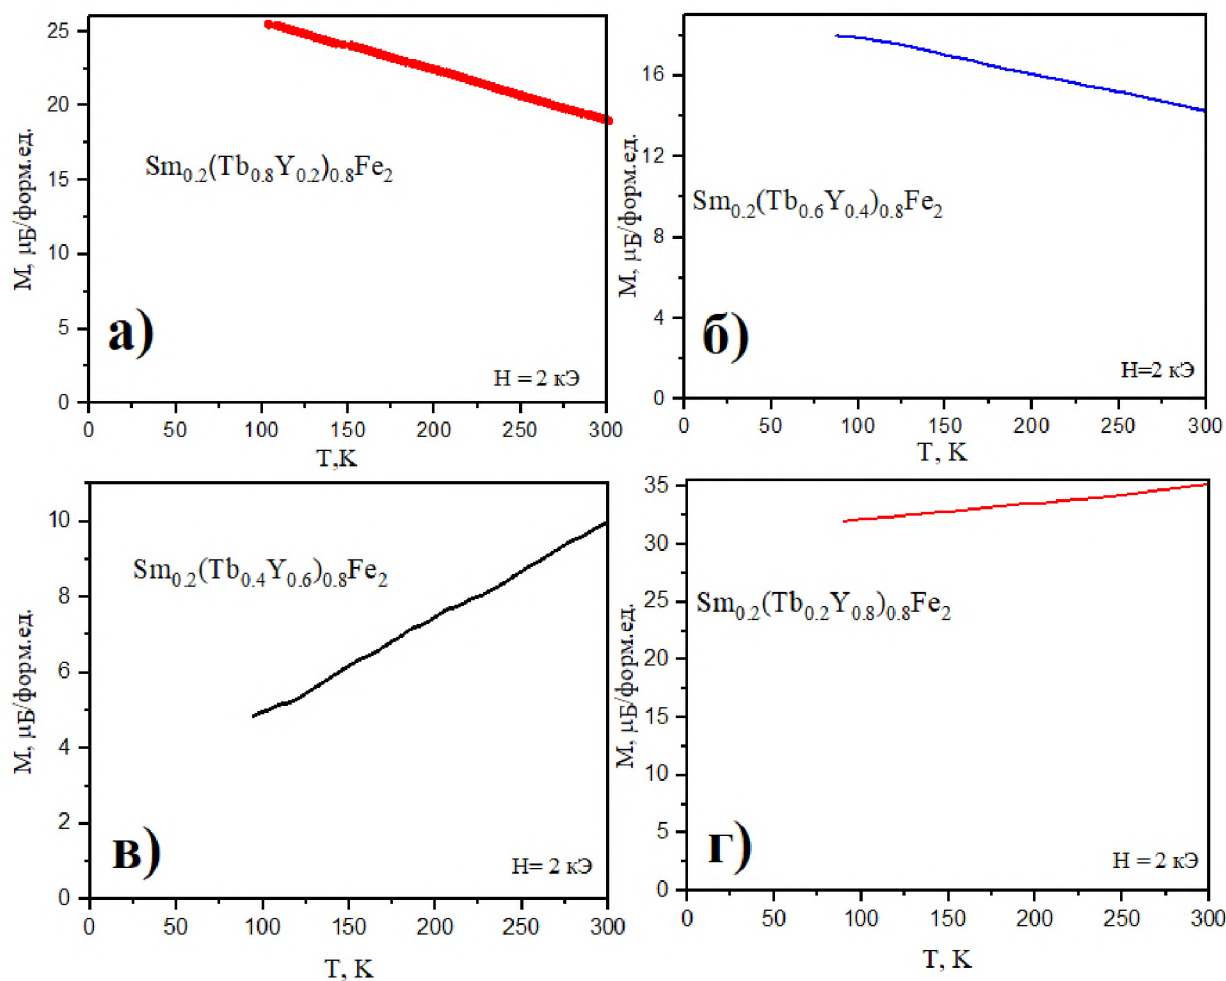 25
20
15
10
5
0
M, μБ/форм.ед.
Sm0.2(Tb0.8Y0.2)0.8Fe2
а)
H = 2 кЭ
0 50 100 150 200 250 300
T,K
16
12
8
4
0
M, μБ/форм.ед.
Sm0.2(Tb0.6Y0.4)0.8Fe2
б)
H=2 кЭ
0 50 100 150 200 250 300
T, K
10
8
6
4
2
0
M, μБ/форм.ед.
Sm0.2(Tb0.4Y0.6)0.8Fe2
в)
H= 2 кЭ
0 50 100 150 200 250 300
T, K
35
30
25
20
15
10
5
0
M, μБ/форм.ед.
Sm0.2(Tb0.2Y0.8)0.8Fe2
г)
H = 2 кЭ
0 50 100 150 200 250 300
T, K